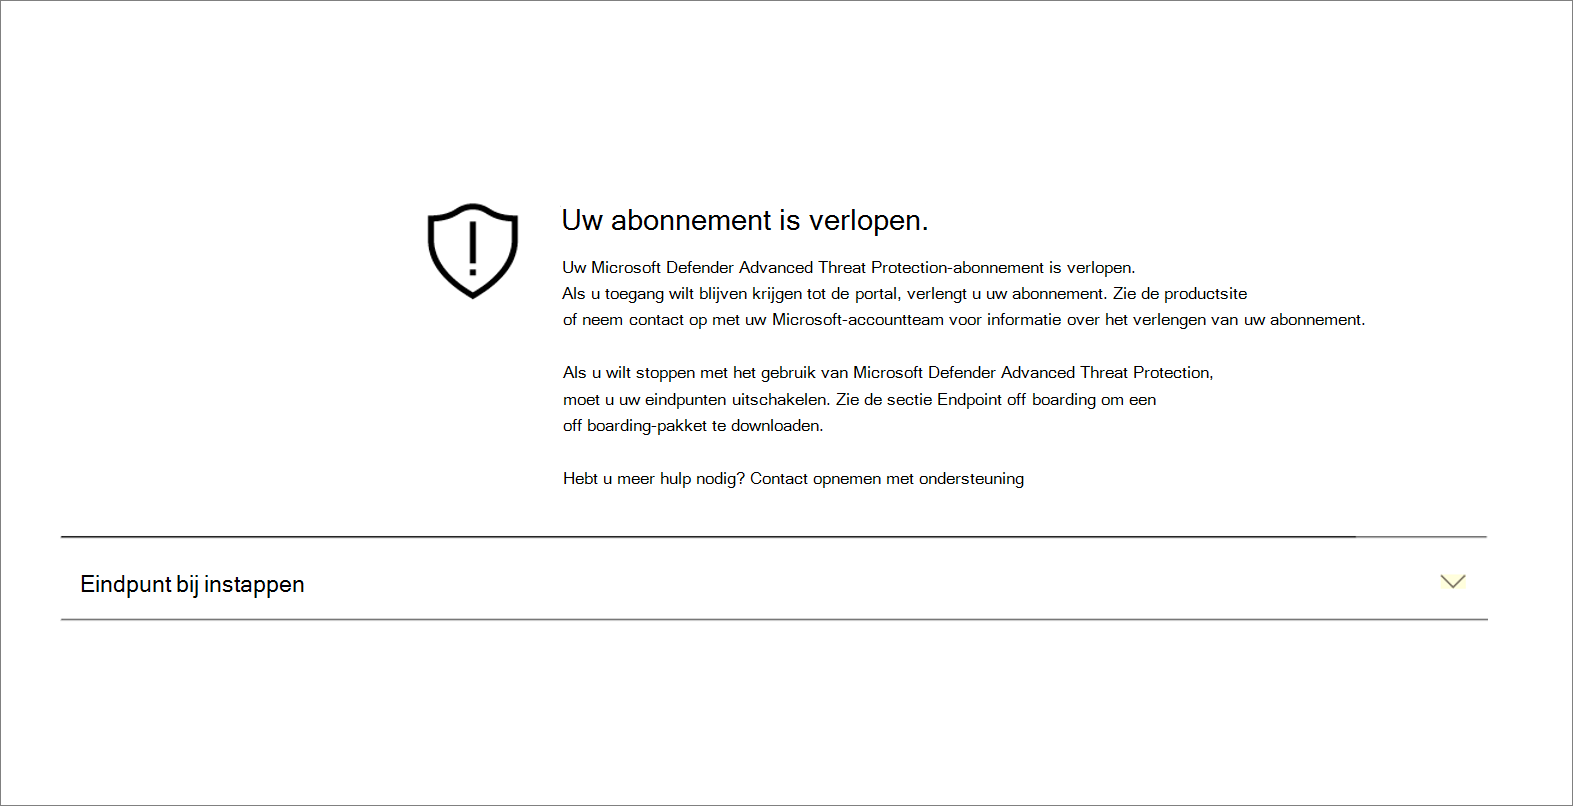 Uw abonnement is verlopen.
Uw Microsoft Defender Advanced Threat Protection-abonnement is verlopen.
Als u toegang wilt blijven krijgen tot de portal, verlengt u uw abonnement. Zie de productsite
of neem contact op met uw Microsoft-accountteam voor informatie over het verlengen van uw abonnement.
Als u wilt stoppen met het gebruik van Microsoft Defender Advanced Threat Protection,
moet u uw eindpunten uitschakelen. Zie de sectie Endpoint off boarding om een
off boarding-pakket te downloaden.
Hebt u meer hulp nodig? Contact opnemen met ondersteuning
Eindpunt bij instappen